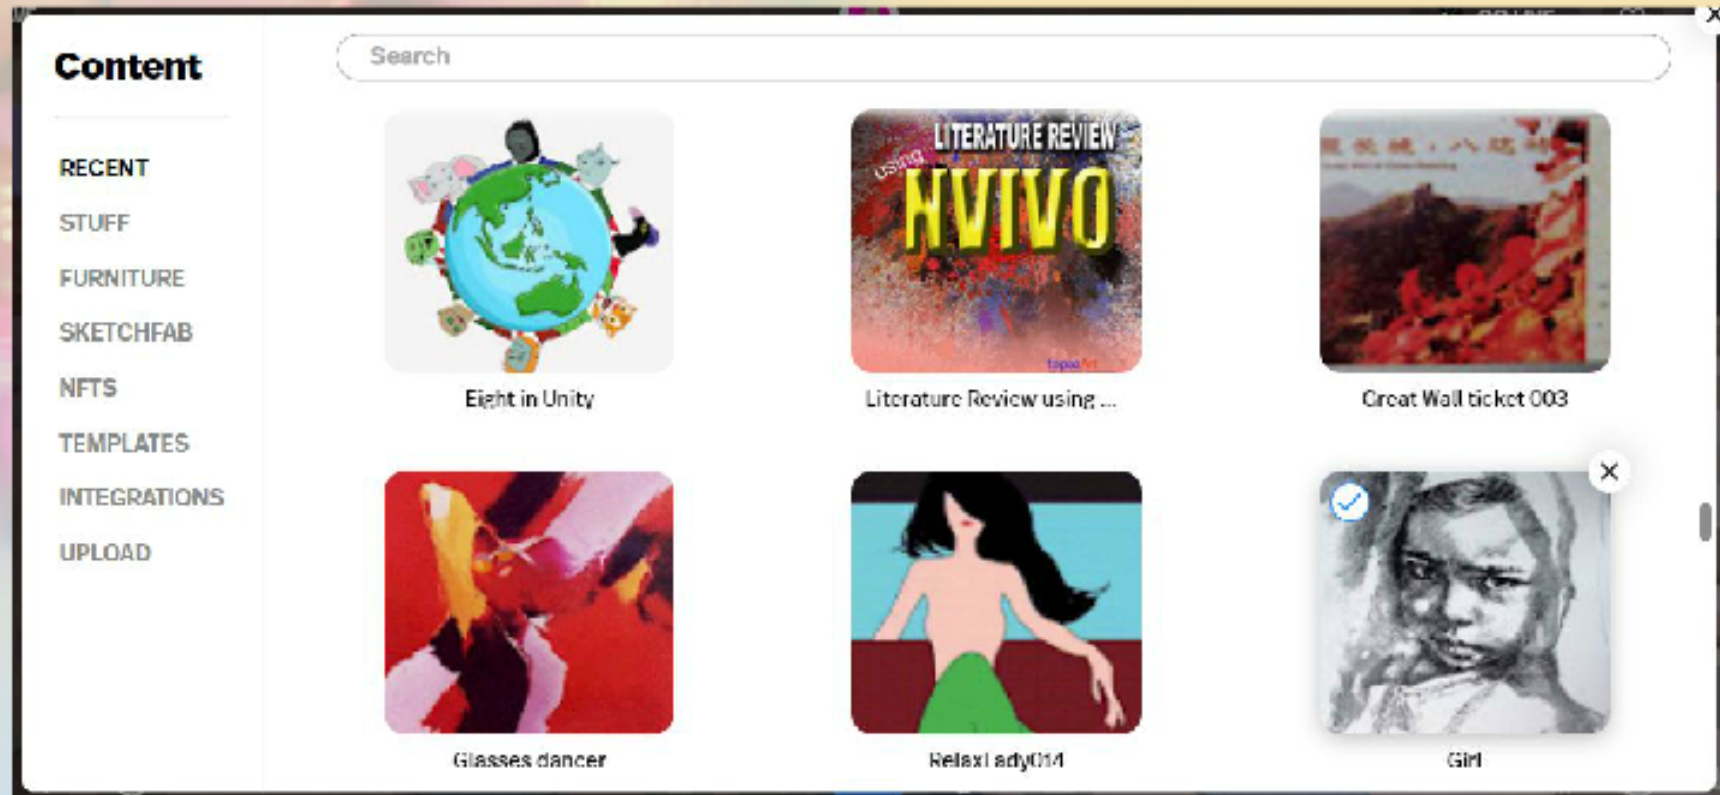 Content
Search
RECENT
STUFF
FURNITURE
SKETCHFAB
NFTS
TEMPLATES
INTEGRATIONS
UPLOAD
LITERATURE REVIEW
using
NVIVO
Eight in Unity
Literature Review using ...
Great Wall ticket 003
Glasses dancer
RelaxLady014
Girl